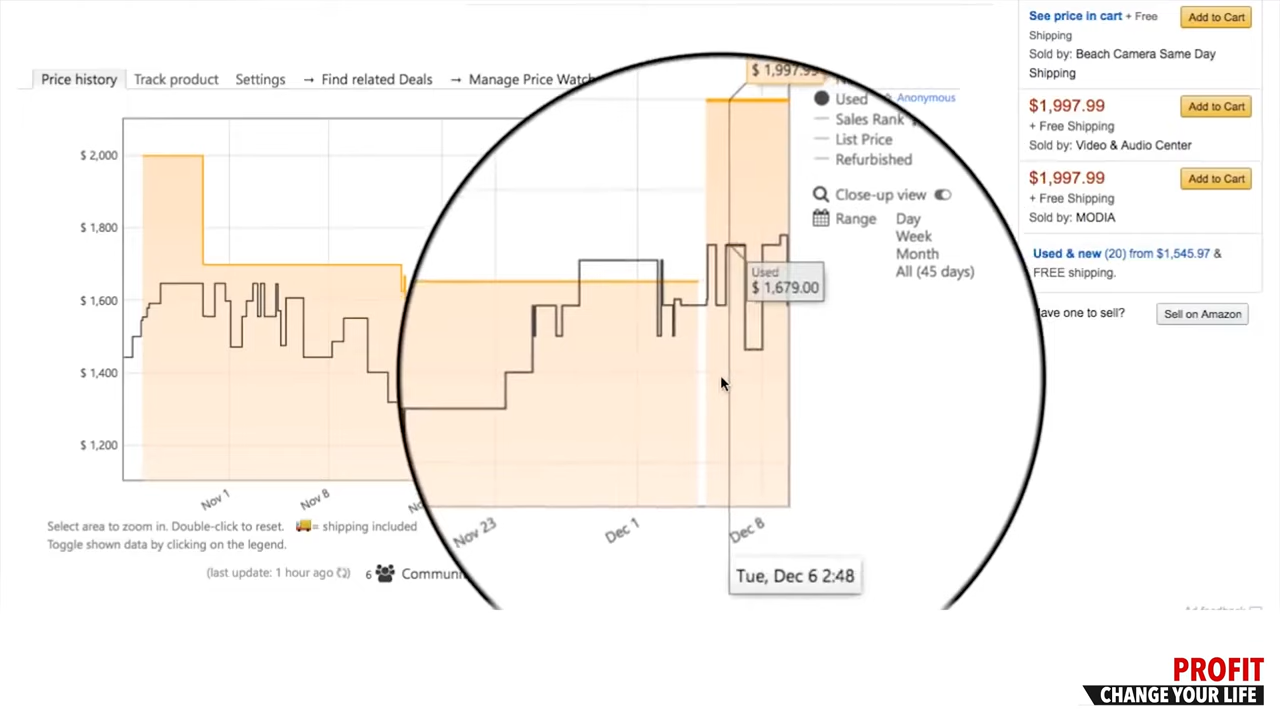 See price in cart + Free
Shipping
Add to Cart
Sold by: Beach Camera Same Day
Shipping
$1,997.99
Add to Cart
+ Free Shipping
Sold by: Video & Audio Center
$1,997.99
Add to Cart
+ Free Shipping
Sold by: MODIA
Used & new (20) from $1,545.97 &
FREE shipping.
ave one to sell?
Sell on Amazon
Price history
Track product
Settings
→ Find related Deals
→ Manage Price Watch
$ 1,997.99
Used
Anonymous
Sales Rank
List Price
Refurbished
Close-up view
Range
Day
Week
Month
All (45 days)
$ 2,000
$ 1,800
$ 1,600
$ 1,400
$ 1,200
Used
$ 1,679.00
Nov 1
Nov 8
Nov 23
Dec 1
Dec 8
Tue, Dec 6 2:48
Select area to zoom in. Double-click to reset. = shipping included
Toggle shown data by clicking on the legend.
(last update: 1 hour ago)
6
Commun
PROFIT
CHANGE YOUR LIFE